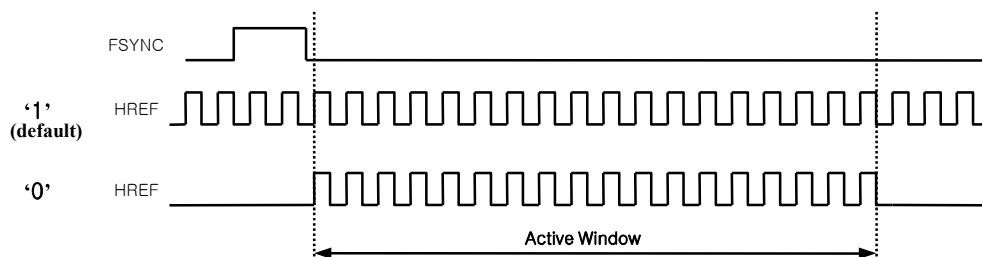 FSYNC
‘1’ HREF
(default)
‘0’ HREF
Active Window